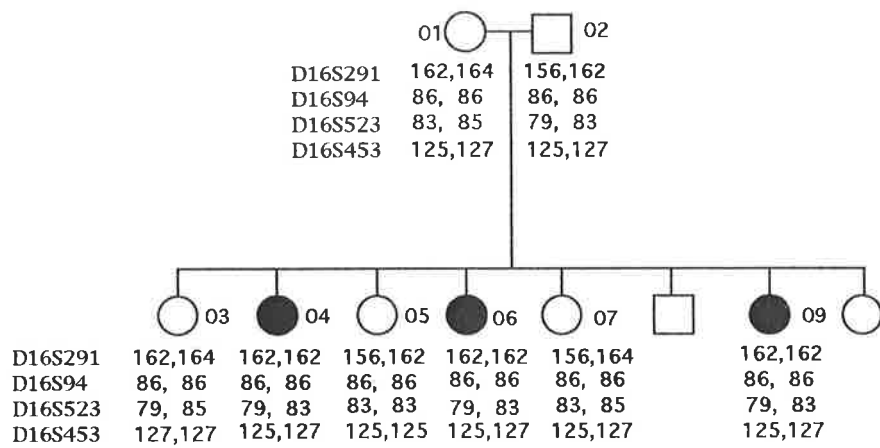 01 02
D16S291 162,164 156,162
D16S94 86, 86 86, 86
D16S523 83, 85 79, 83
D16S453 125,127 125,127
03 04 05 06 07 09
D16S291 162,164 162,162 156,162 162,162 156,164 162,162
D16S94 86, 86 86, 86 86, 86 86, 86 86, 86 86, 86
D16S523 79, 85 79, 83 83, 83 79, 83 83, 85 79, 83
D16S453 127,127 125,127 125,125 125,127 125,127 125,127